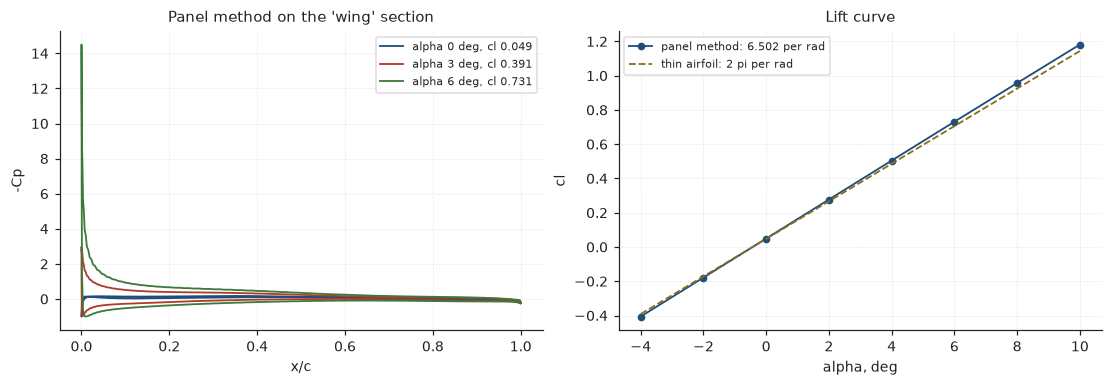 Panel method on the 'wing' section
alpha 0 deg, cl 0.049
alpha 3 deg, cl 0.391
alpha 6 deg, cl 0.731
14
12
10
8
6
4
2
0
-Cp
0.0 0.2 0.4 0.6 0.8 1.0
x/c
Lift curve
panel method: 6.502 per rad
thin airfoil: 2 pi per rad
1.2
1.0
0.8
0.6
0.4
0.2
0.0
−0.2
−0.4
cl
−4 −2 0 2 4 6 8 10
alpha, deg